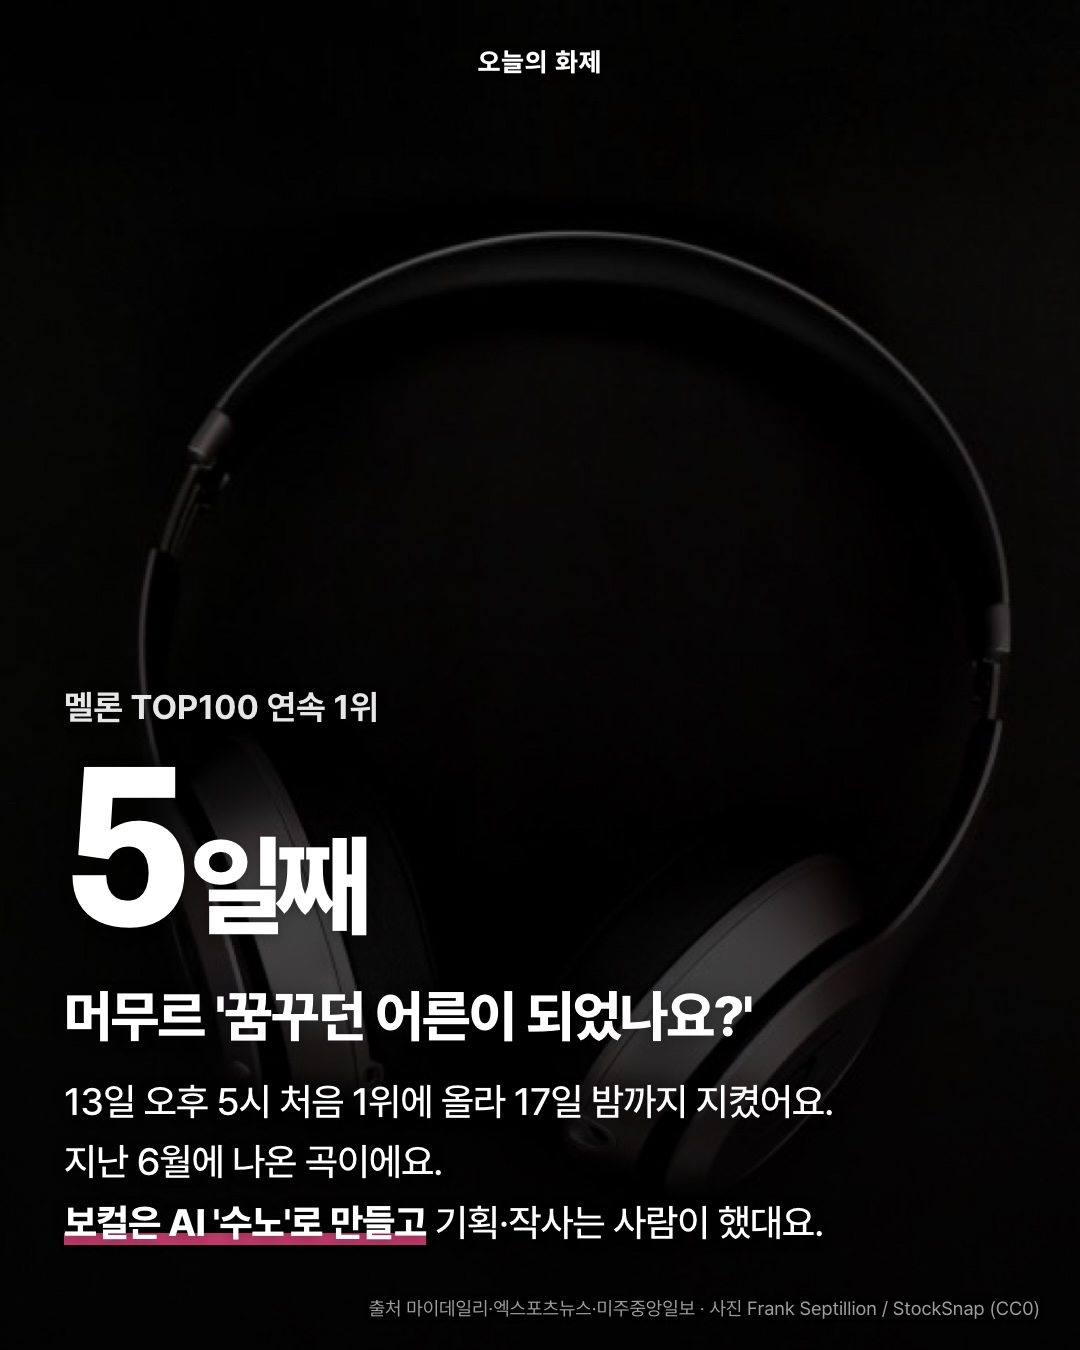 오늘의 화제
멜론 TOP100 연속 1위
5일째
머무르 '꿈꾸던 어른이 되었나요?'
13일 오후 5시 처음 1위에 올라 17일 밤까지 지켰어요.
지난 6월에 나온 곡이에요.
보컬은 AI '수노'로 만들고 기획·작사는 사람이 했대요.
출처 마이데일리·엑스포츠뉴스·미주중앙일보 · 사진 Frank Septillion / StockSnap (CC0)